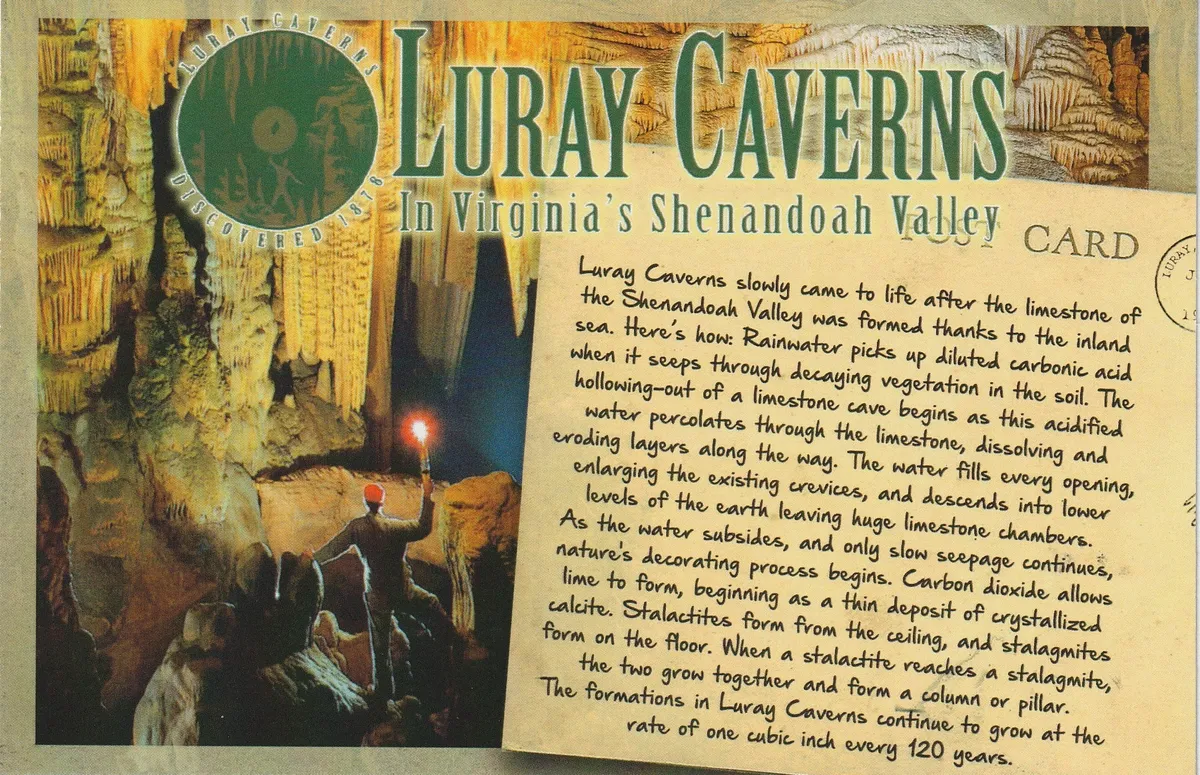 LURAY CAVERNS
DISCOVERED 1878
LURAY CAVERNS
In Virginia's Shenandoah Valley
POST CARD
LURAY,
Luray Caverns slowly came to life after the limestone of
the Shenandoah Valley was formed thanks to the inland
sea. Here's how: Rainwater picks up diluted carbonic acid
when it seeps through decaying vegetation in the soil. The
hollowing-out of a limestone cave begins as this acidified
water percolates through the limestone, dissolving and
eroding layers along the way. The water fills every opening,
enlarging the existing crevices, and descends into lower
levels of the earth leaving huge limestone chambers.
As the water subsides, and only slow seepage continues,
nature's decorating process begins. Carbon dioxide allows
lime to form, beginning as a thin deposit of crystallized
calcite. Stalactites form from the ceiling, and stalagmites
form on the floor. When a stalactite reaches a stalagmite,
the two grow together and form a column or pillar.
The formations in Luray Caverns continue to grow at the
rate of one cubic inch every 120 years.